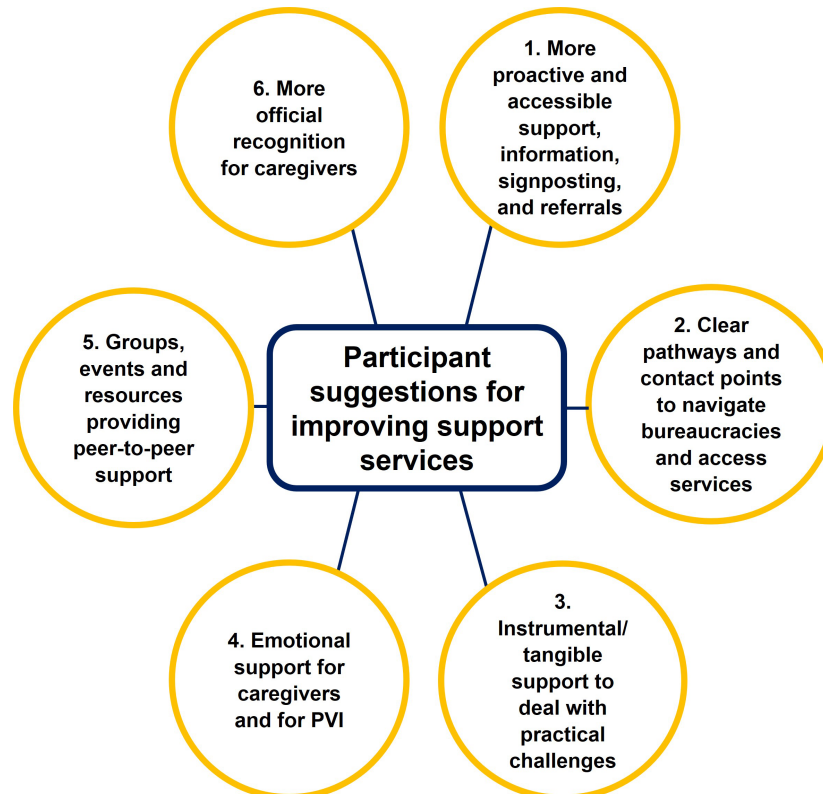 Participant
suggestions for
improving support
services
1. More
proactive and
accessible
support,
information,
signposting,
and referrals
2. Clear
pathways and
contact points
to navigate
bureaucracies
and access
services
3.
Instrumental/
tangible
support to
deal with
practical
challenges
4. Emotional
support for
caregivers
and for PVI
5. Groups,
events and
resources
providing
peer-to-peer
support
6. More
official
recognition
for caregivers